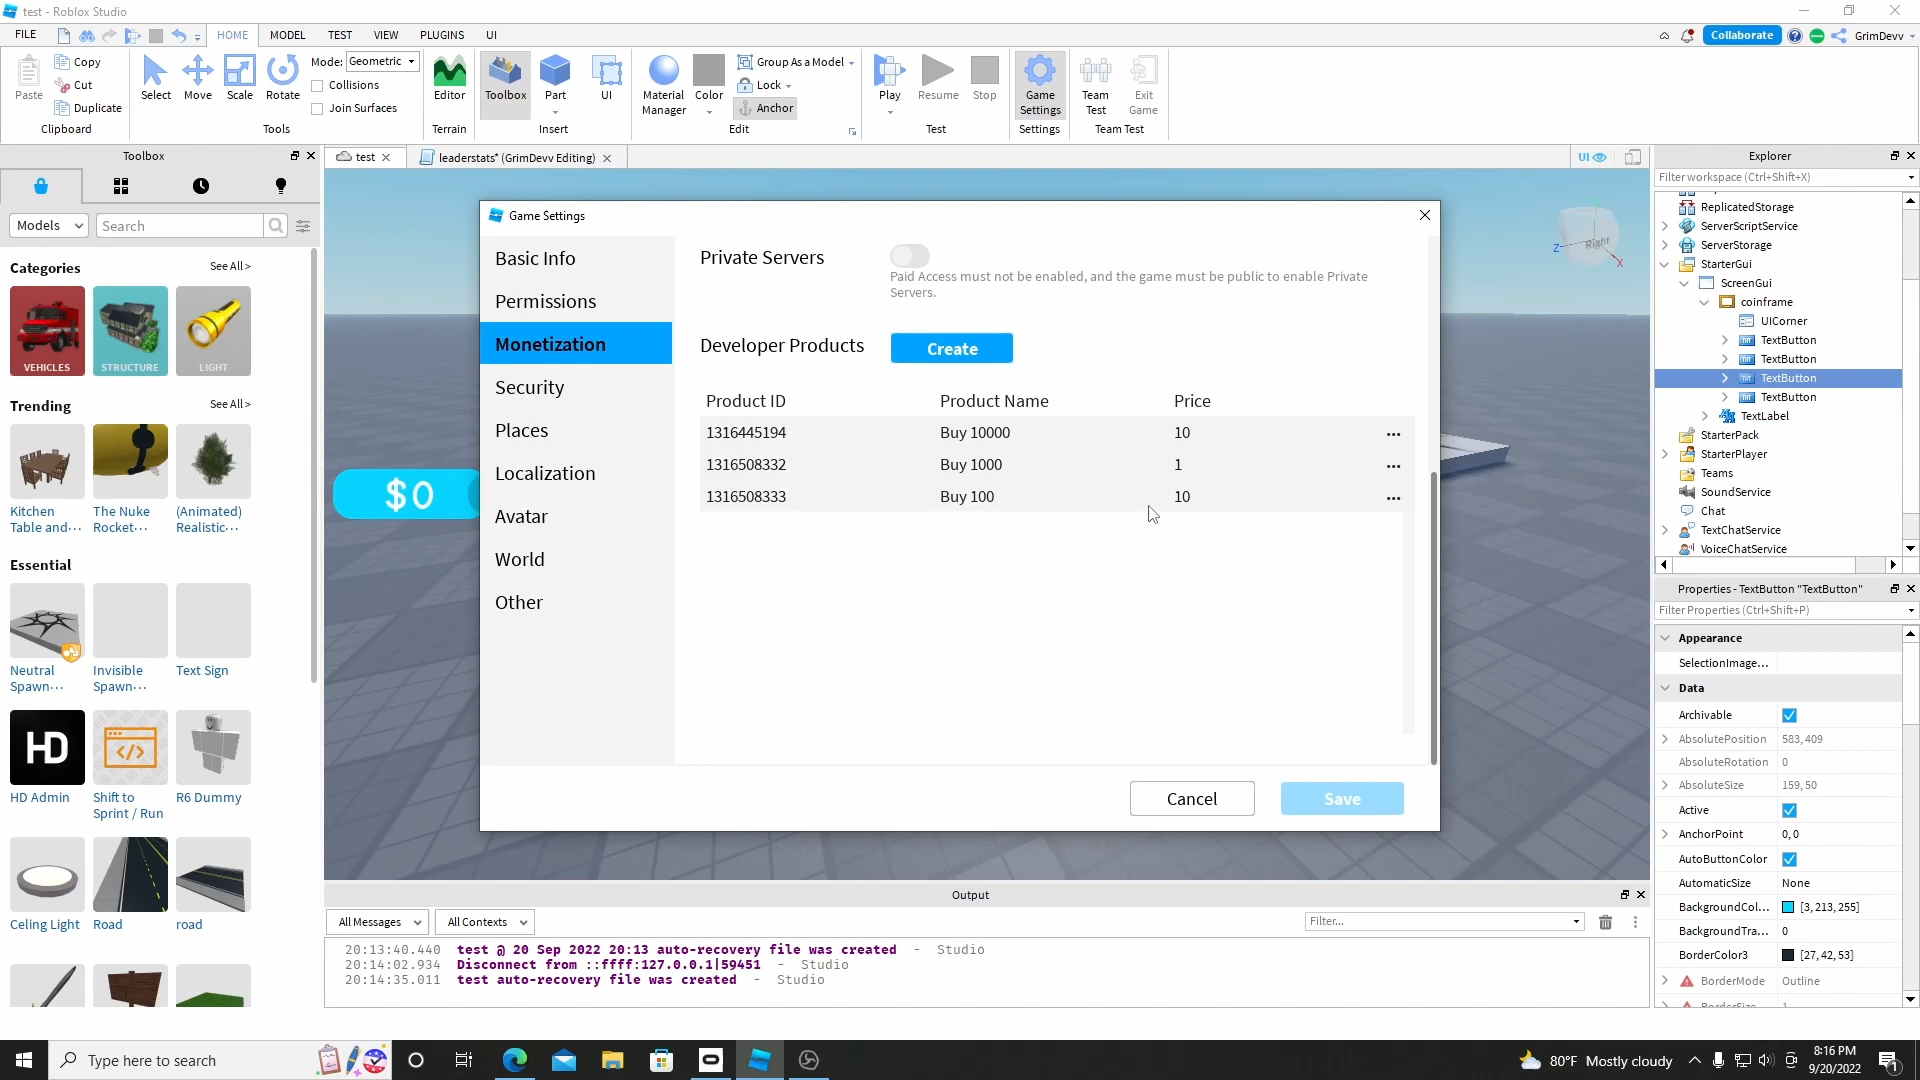 test - Roblox Studio
FILE
HOME
MODEL
TEST
VIEW
PLUGINS
UI
Collaborate
GrimDevv
Paste
Copy
Cut
Duplicate
Clipboard
Select
Move
Scale
Rotate
Mode: Geometric
Collisions
Join Surfaces
Tools
Editor
Terrain
Toolbox
Part
UI
Insert
Material
Manager
Color
Group As a Model
Lock
Anchor
Edit
Play
Resume
Stop
Test
Game
Settings
Settings
Team
Test
Exit
Game
Team Test
Toolbox
test
leaderstats* (GrimDevv Editing)
UI
Explorer
Filter workspace (Ctrl+Shift+X)
Models
Search
Categories
See All >
VEHICLES
STRUCTURE
LIGHT
Trending
See All >
Kitchen
Table and...
The Nuke
Rocket...
(Animated)
Realistic...
Essential
See All >
Neutral
Spawn...
Invisible
Spawn...
Text Sign
HD
HD Admin
Shift to
Sprint / Run
R6 Dummy
Celing Light
Road
road
$0
Right
Z
X
Game Settings
Basic Info
Permissions
Monetization
Security
Places
Localization
Avatar
World
Other
Private Servers
Paid Access must not be enabled, and the game must be public to enable Private
Servers.
Developer Products
Create
Product ID
Product Name
Price
1316445194
Buy 10000
10
...
1316508332
Buy 1000
1
...
1316508333
Buy 100
10
...
Cancel
Save
ReplicatedStorage
ServerScriptService
ServerStorage
StarterGui
ScreenGui
coinframe
UICorner
TextButton
TextButton
TextButton
TextButton
TextLabel
StarterPack
StarterPlayer
Teams
SoundService
Chat
TextChatService
VoiceChatService
Properties - TextButton "TextButton"
Filter Properties (Ctrl+Shift+P)
Appearance
SelectionImage...
Data
Archivable
AbsolutePosition
583, 409
AbsoluteRotation
0
AbsoluteSize
159, 50
Active
AnchorPoint
0, 0
AutoButtonColor
AutomaticSize
None
BackgroundCol...
[3, 213, 255]
BackgroundTra...
0
BorderColor3
[27, 42, 53]
BorderMode
Outline
Output
All Messages
All Contexts
Filter...
20:13:40.440 test @ 20 Sep 2022 20:13 auto-recovery file was created - Studio
20:14:02.934 Disconnect from ::ffff:127.0.0.1|59451 - Studio
20:14:35.011 test auto-recovery file was created - Studio
Type here to search
80°F Mostly cloudy
8:16 PM
9/20/2022
1